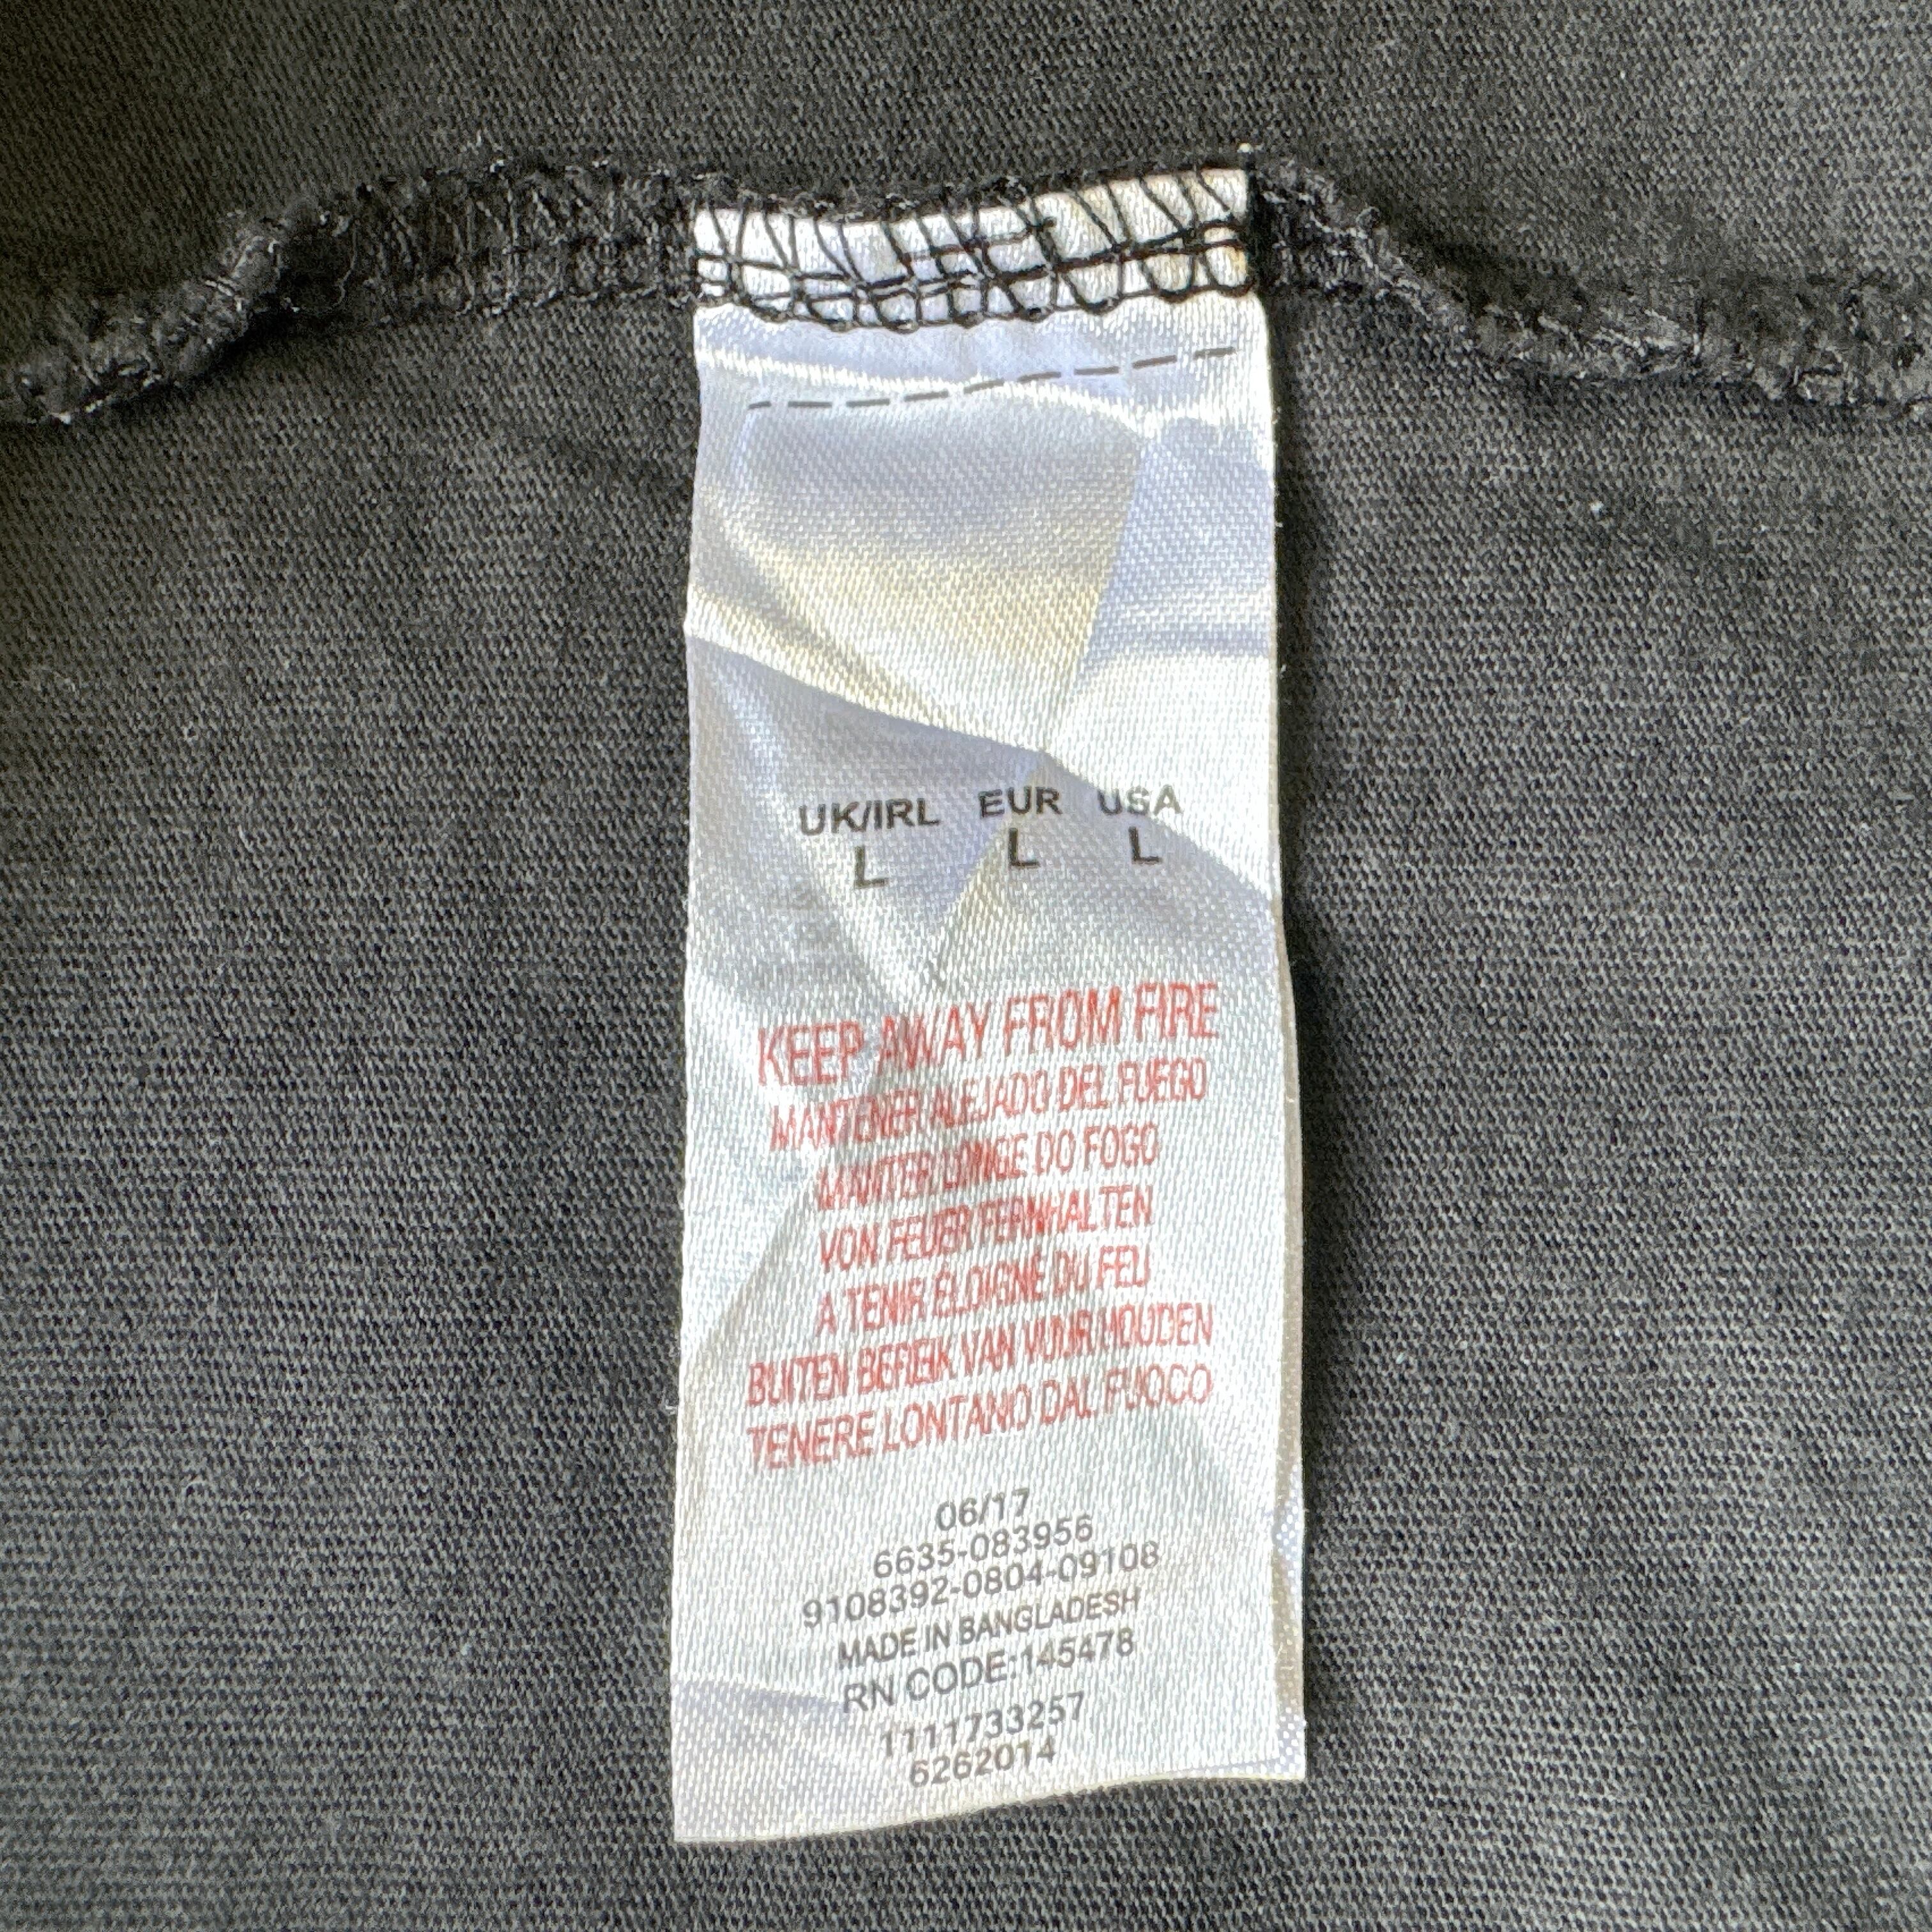 UK/IRL EUR USA
L L L
KEEP AWAY FROM FIRE
MANTENER ALEJADO DEL FUEGO
MANTER LONGE DO FOGO
VON FEUER FERNHALTEN
A TENIR ÉLOIGNÉ DU FEU
BUITEN BEREIK VAN VUUR HOUDEN
TENERE LONTANO DAL FUOCO
06/17
6635-083956
9108392-0804-09108
MADE IN BANGLADESH
RN CODE:145478
1111733257
6262014